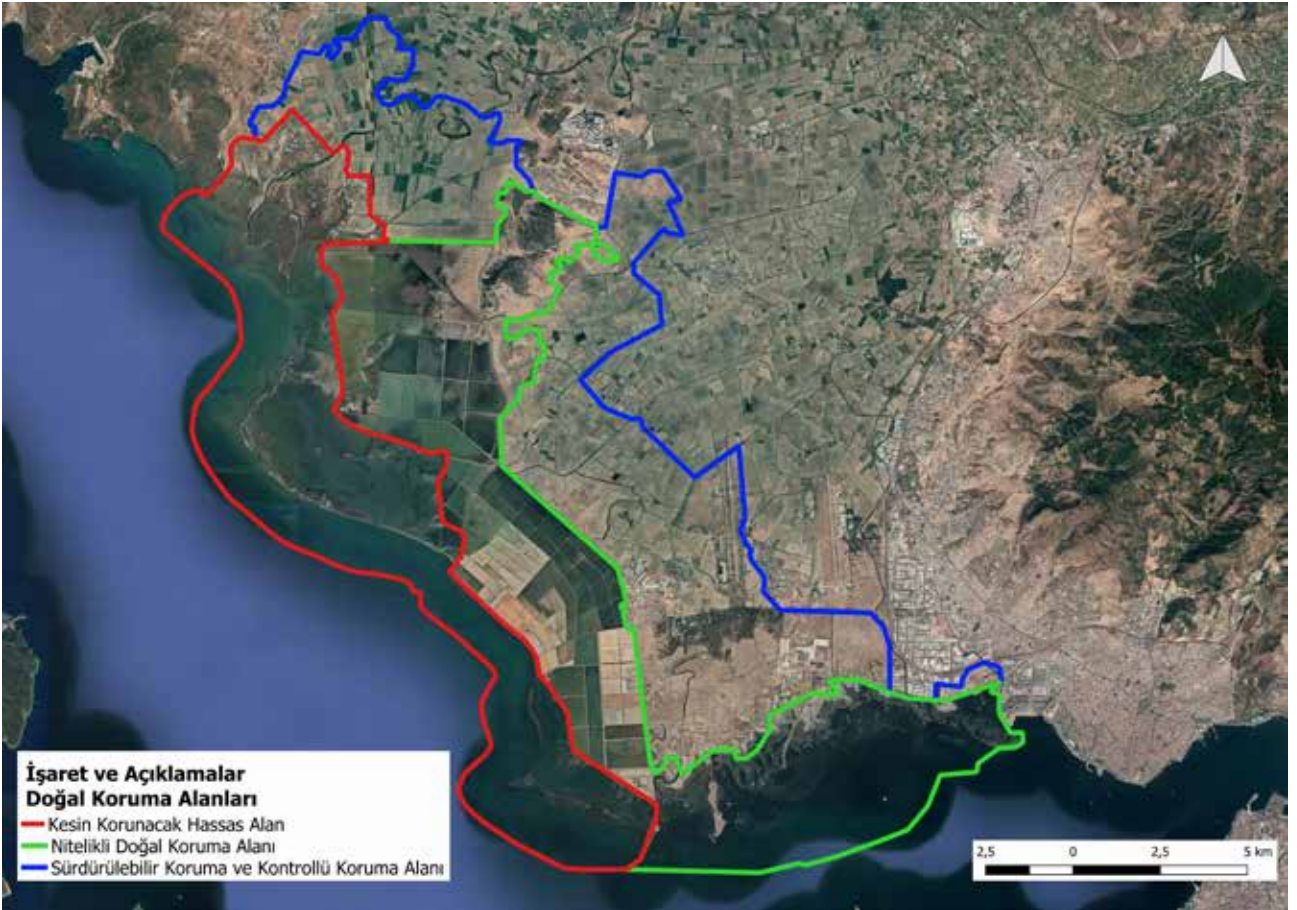 İşaret ve Açıklamalar
Doğal Koruma Alanları
Kesin Korunacak Hassas Alan
Nitelikli Doğal Koruma Alanı
Sürdürülebilir Koruma ve Kontrollü Koruma Alanı
2,5 0 2,5 5 km